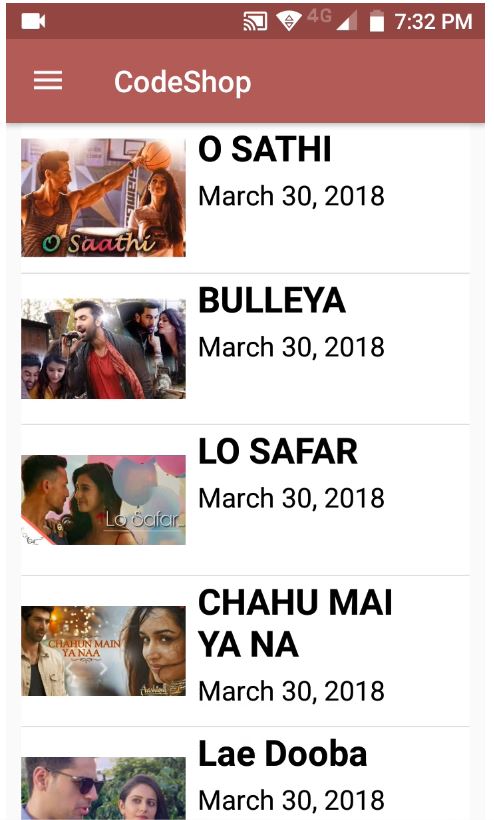 4G 7:32 PM
CodeShop
O SATHI
March 30, 2018
O Saathi
BULLEYA
March 30, 2018
LO SAFAR
March 30, 2018
Lo Safar..
CHAHU MAI
YA NA
March 30, 2018
CHAHUN MAIN
YA NAA
Aashiqui
Lae Dooba
March 30, 2018